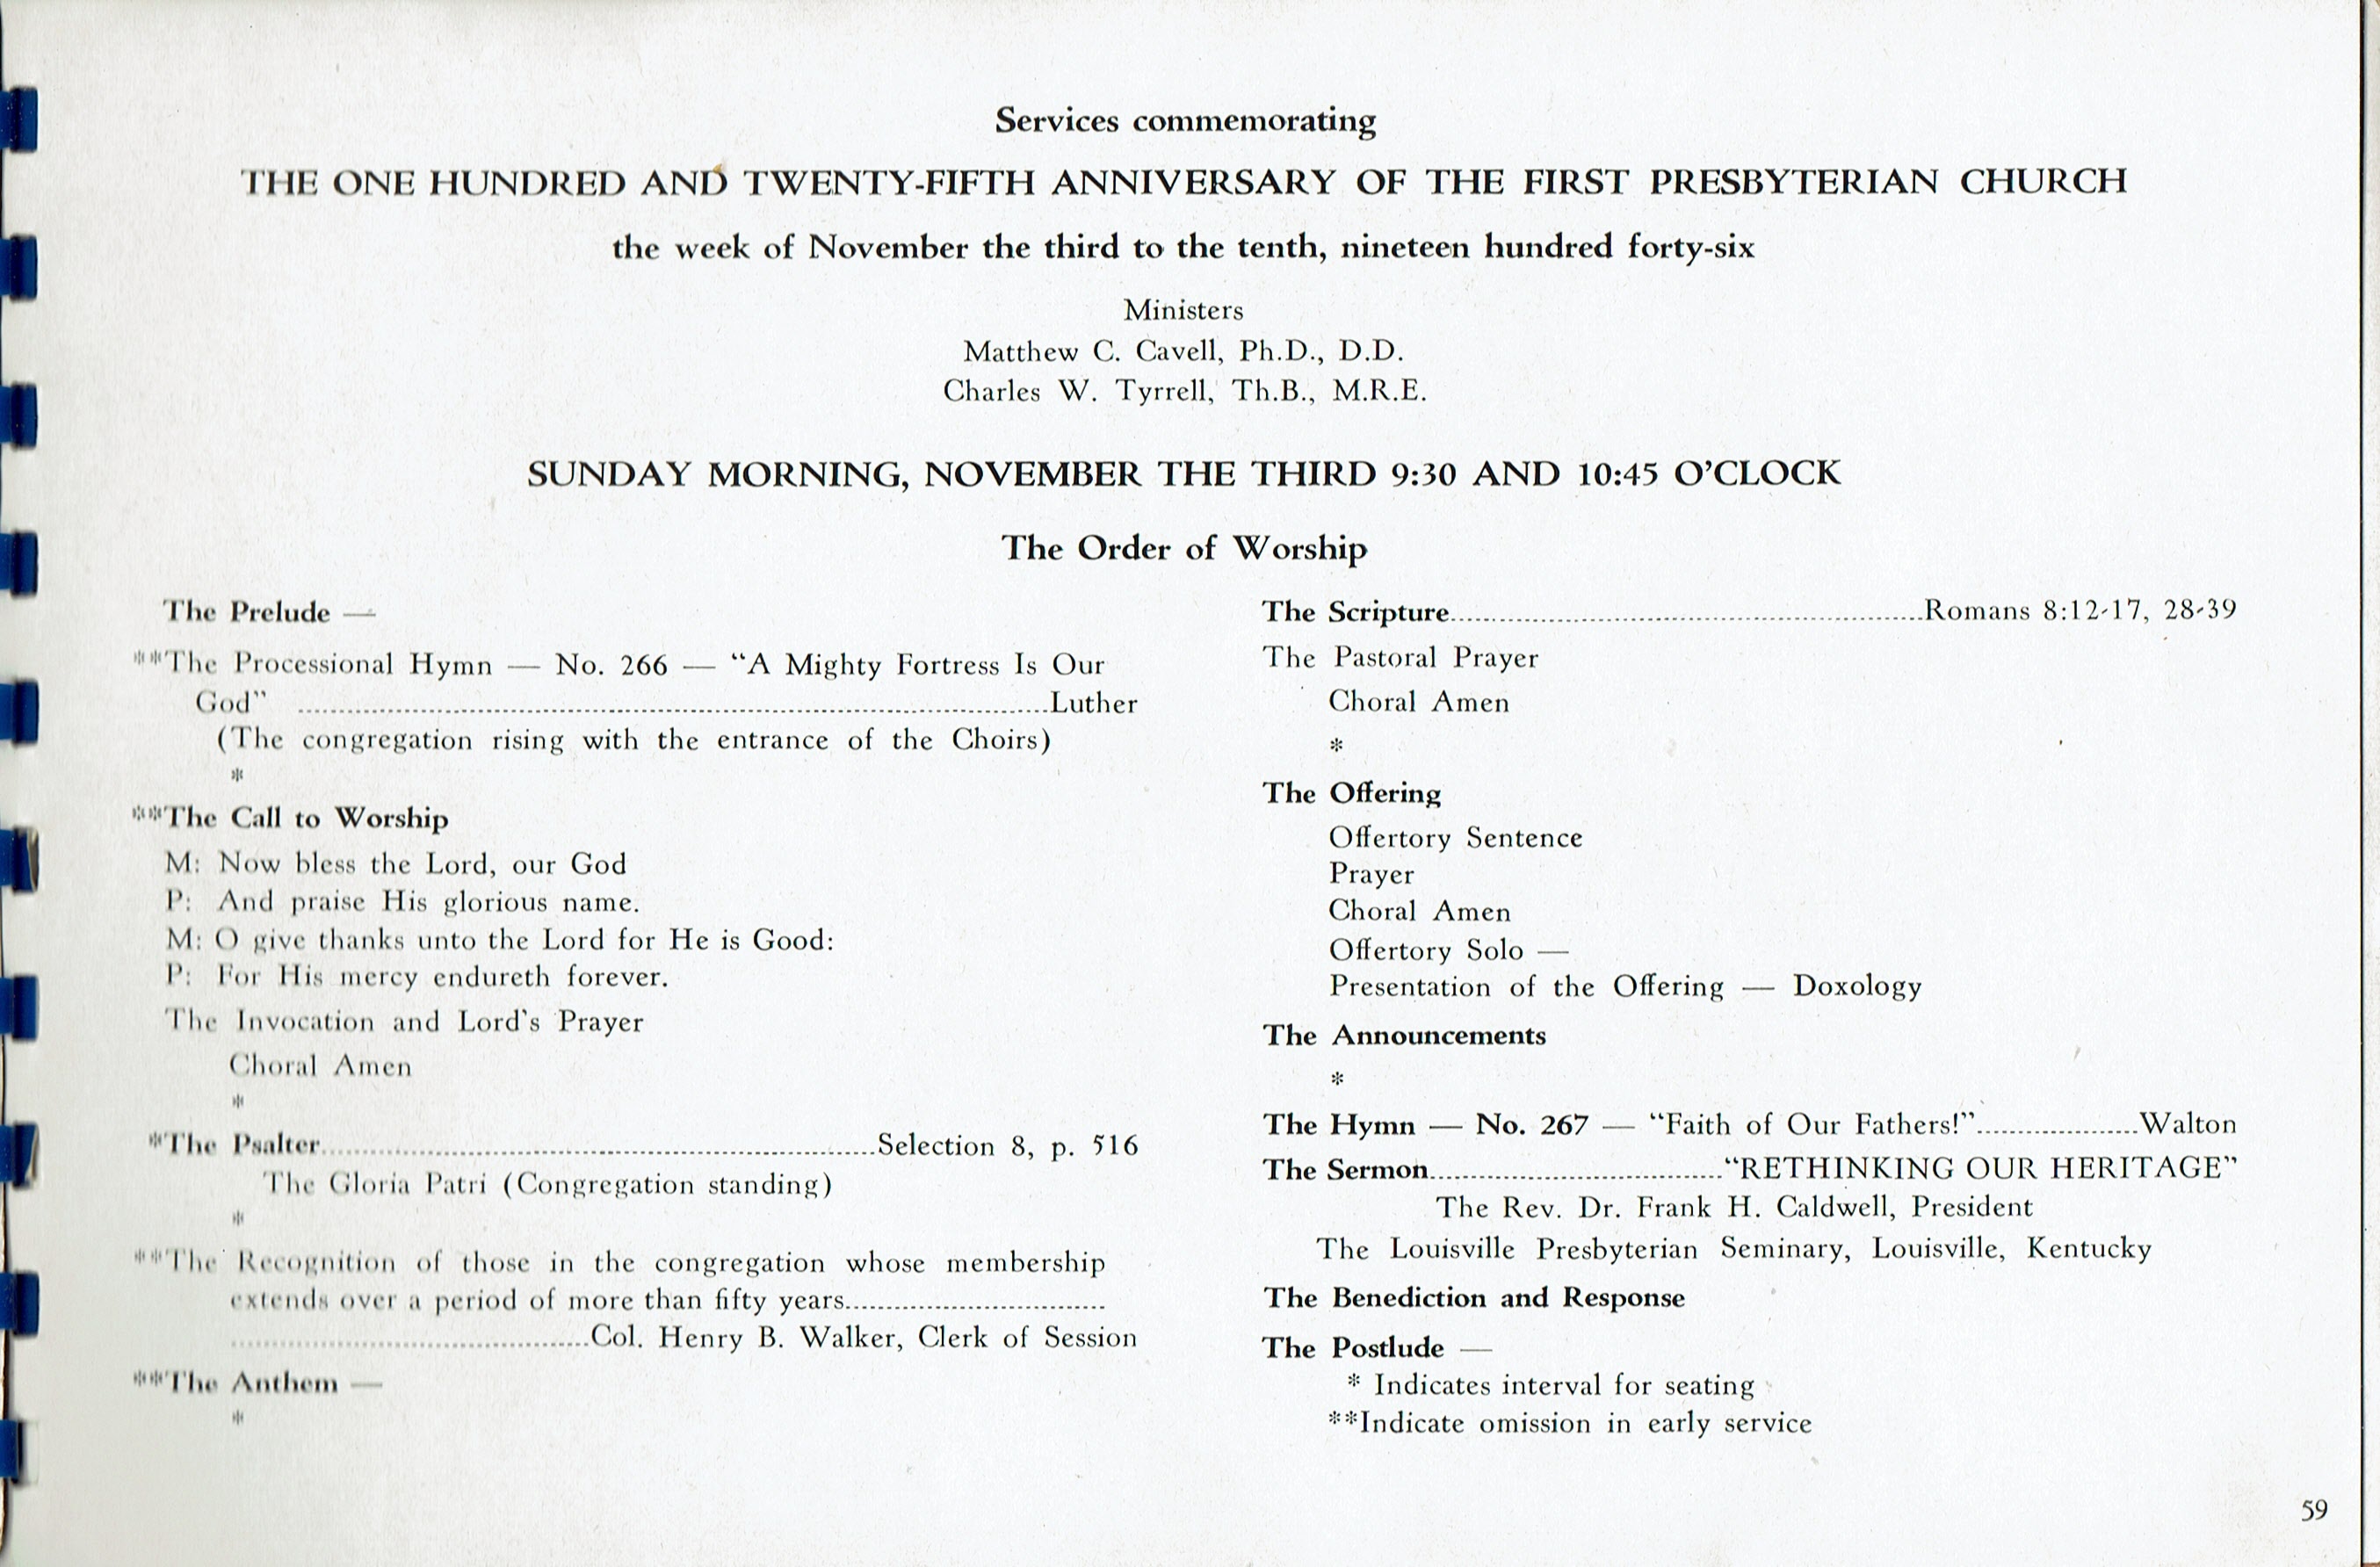 Services commemorating
THE ONE HUNDRED AND TWENTY-FIFTH ANNIVERSARY OF THE FIRST PRESBYTERIAN CHURCH
the week of November the third to the tenth, nineteen hundred forty-six
Ministers
Matthew C. Cavell, Ph.D., D.D.
Charles W. Tyrrell, Th.B., M.R.E.
SUNDAY MORNING, NOVEMBER THE THIRD 9:30 AND 10:45 O'CLOCK
The Order of Worship
The Prelude —
**The Processional Hymn — No. 266 — "A Mighty Fortress Is Our
God" ........................................Luther
(The congregation rising with the entrance of the Choirs)
*
**The Call to Worship
M: Now bless the Lord, our God
P: And praise His glorious name.
M: O give thanks unto the Lord for He is Good:
P: For His mercy endureth forever.
The Invocation and Lord's Prayer
Choral Amen
*
*The Psalter........................................Selection 8, p. 516
The Gloria Patri (Congregation standing)
*
**The Recognition of those in the congregation whose membership
extends over a period of more than fifty years....................
....................Col. Henry B. Walker, Clerk of Session
**The Anthem —
*
The Scripture........................................Romans 8:12-17, 28-39
The Pastoral Prayer
Choral Amen
*
The Offering
Offertory Sentence
Prayer
Choral Amen
Offertory Solo —
Presentation of the Offering — Doxology
The Announcements
*
The Hymn — No. 267 — "Faith of Our Fathers!"....................Walton
The Sermon...................."RETHINKING OUR HERITAGE"
The Rev. Dr. Frank H. Caldwell, President
The Louisville Presbyterian Seminary, Louisville, Kentucky
The Benediction and Response
The Postlude —
* Indicates interval for seating
**Indicate omission in early service
59